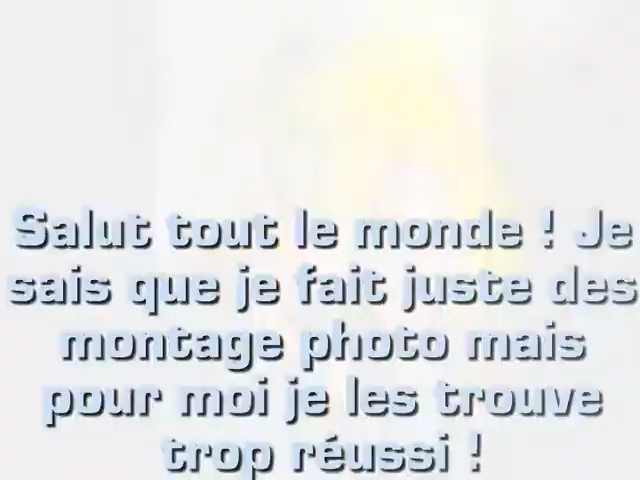 Salut tout le monde ! Je
sais que je fait juste des
montage photo mais
pour moi je les trouve
trop réussi !